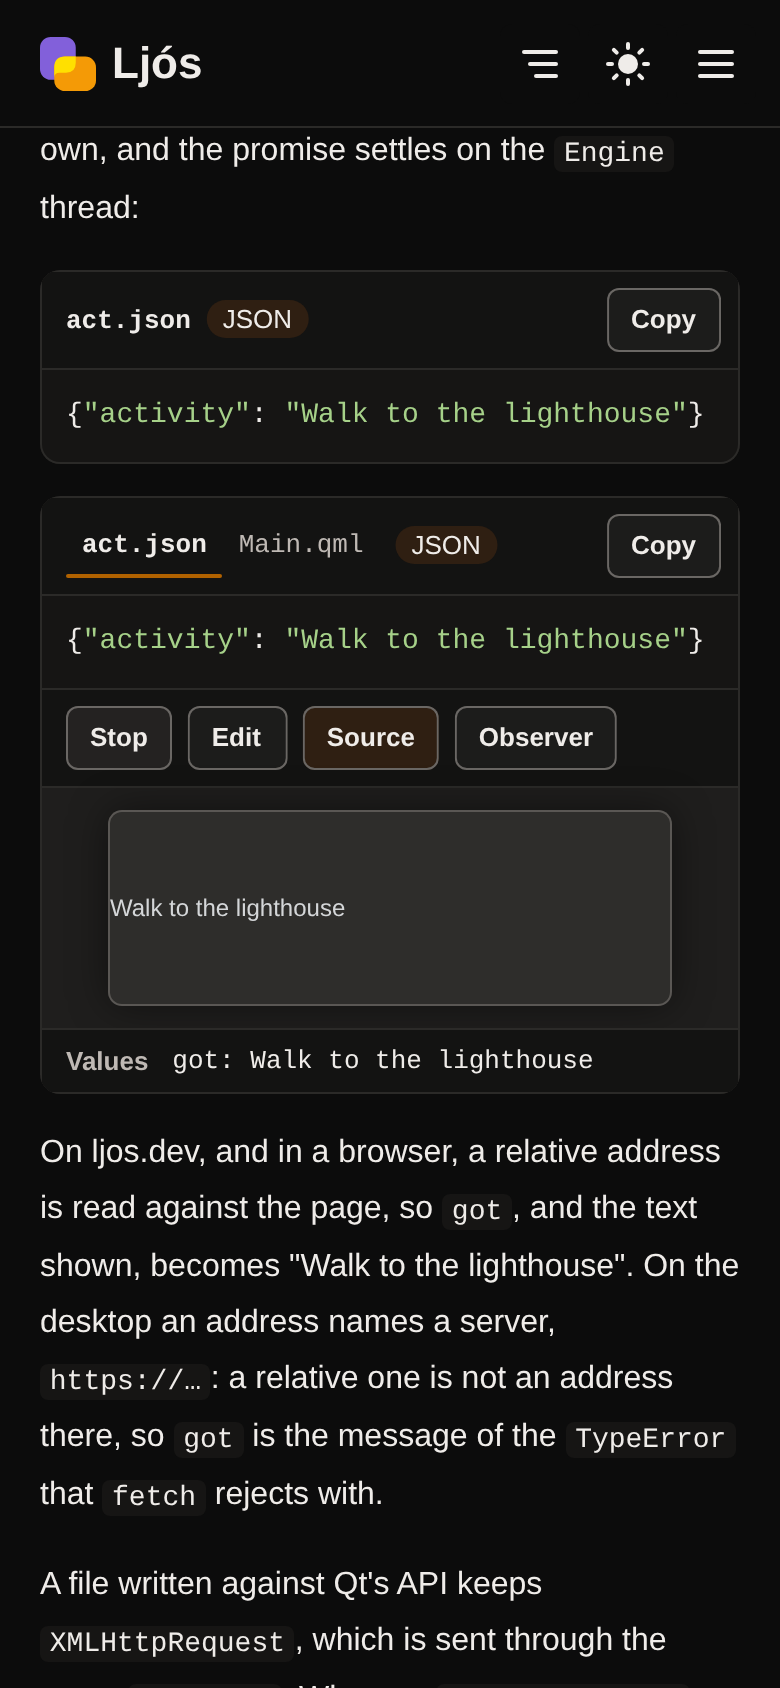 Ljós
own, and the promise settles on the Engine
thread:
act.json JSON Copy
{"activity": "Walk to the lighthouse"}
act.json Main.qml JSON Copy
{"activity": "Walk to the lighthouse"}
Stop Edit Source Observer
Walk to the lighthouse
Values got: Walk to the lighthouse
On ljos.dev, and in a browser, a relative address
is read against the page, so got, and the text
shown, becomes "Walk to the lighthouse". On the
desktop an address names a server,
https://…: a relative one is not an address
there, so got is the message of the TypeError
that fetch rejects with.
A file written against Qt's API keeps
XMLHttpRequest, which is sent through the